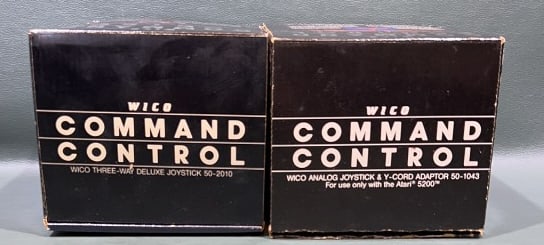 WICO
COMMAND
CONTROL
WICO THREE-WAY DELUXE JOYSTICK 50-2010
WICO
COMMAND
CONTROL
WICO ANALOG JOYSTICK & Y-CORD ADAPTOR 50-1043
For use only with the Atari® 5200™